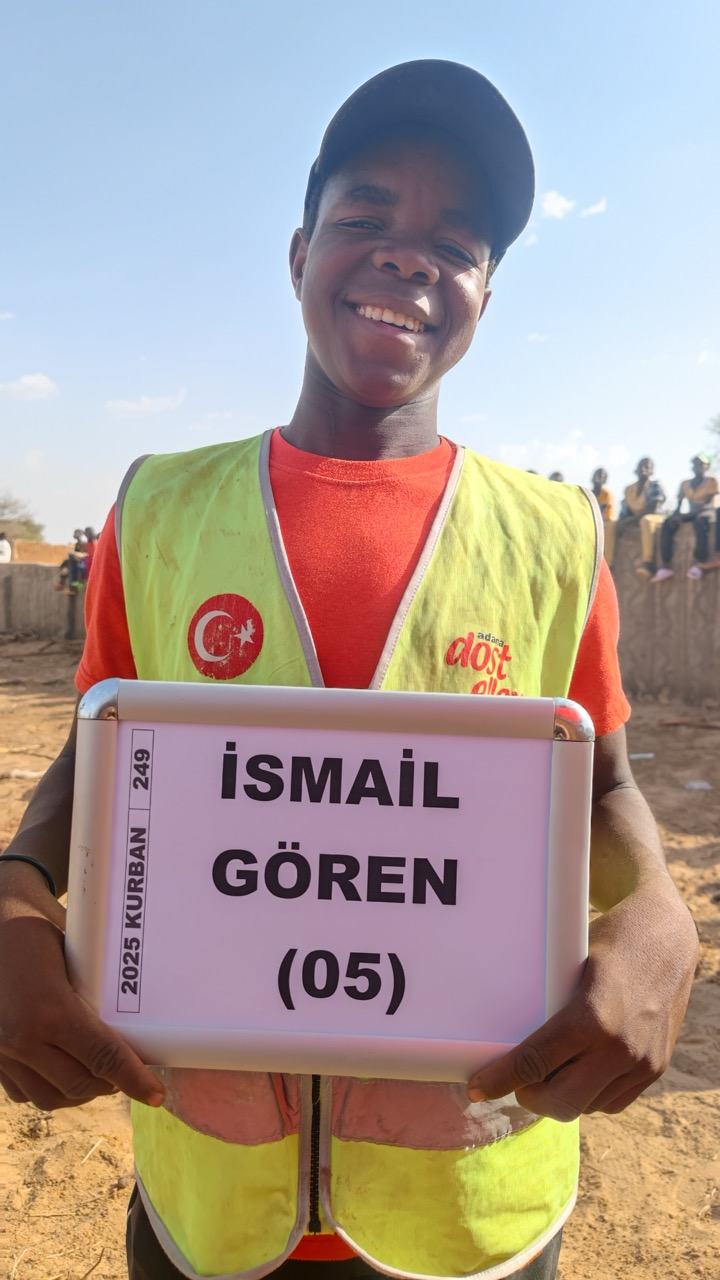 adana
dost
İSMAİL
GÖREN
(05)
2025 KURBAN 249